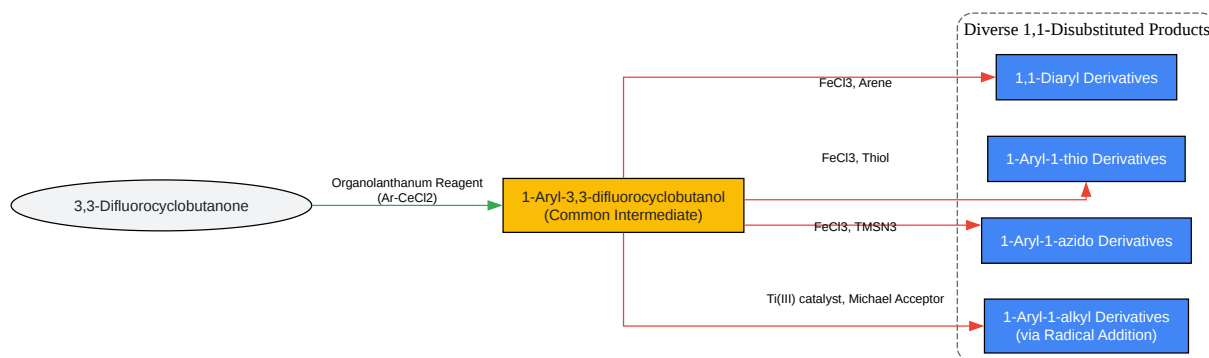 Diverse 1,1-Disubstituted Products
1,1-Diaryl Derivatives
FeCl3, Arene
FeCl3, Thiol
1-Aryl-1-thio Derivatives
Organolanthanum Reagent
(Ar-CeCl2)
3,3-Difluorocyclobutanone
1-Aryl-3,3-difluorocyclobutanol
(Common Intermediate)
FeCl3, TMSN3
1-Aryl-1-azido Derivatives
Ti(III) catalyst, Michael Acceptor
1-Aryl-1-alkyl Derivatives
(via Radical Addition)